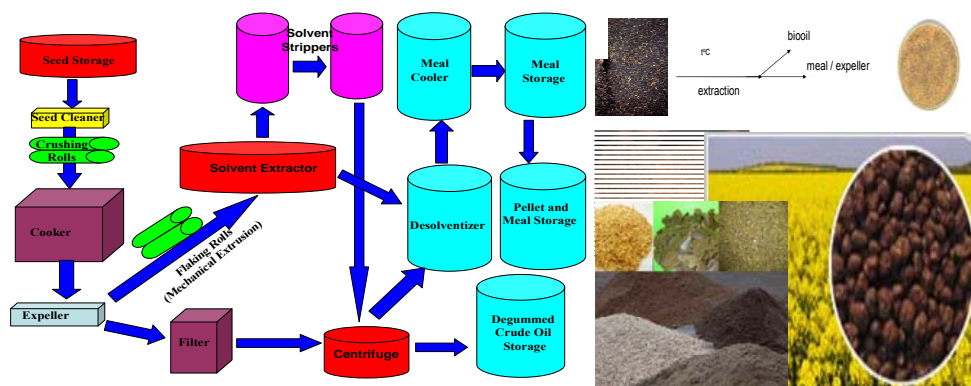 Seed Storage
Seed Cleaner
Crushing
Rolls
Cooker
Expeller
Flaking Rolls
(Mechanical Extrusion)
Filter
Solvent
Strippers
Solvent Extractor
Centrifuge
Meal
Cooler
Meal
Storage
Desolventizer
Pellet and
Meal Storage
Degummed
Crude Oil
Storage
biooil
tºC
meal / expeller
extraction